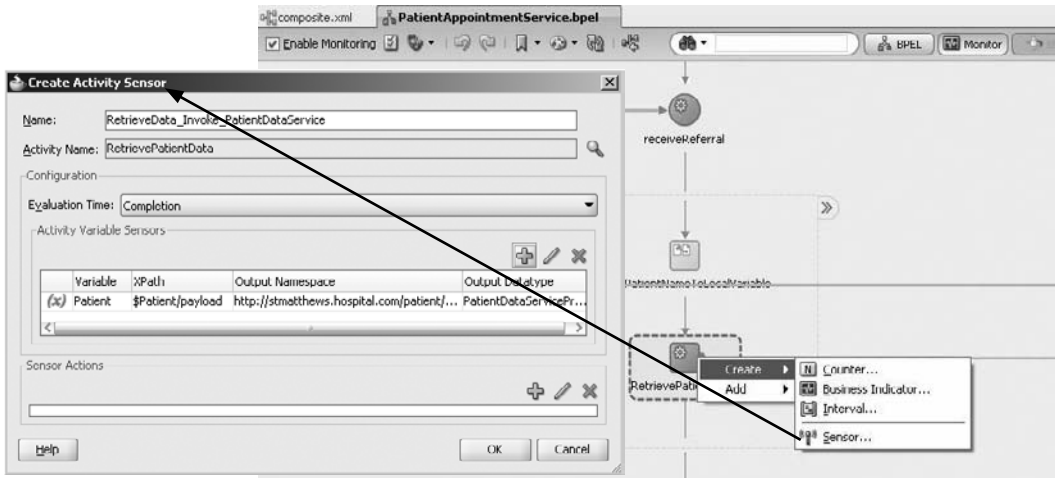 composite.xml
PatientAppointmentService.bpel
Enable Monitoring
BPEL
Monitor
Create Activity Sensor
Name: RetrieveData_Invoke_PatientDataService
Activity Name: RetrievePatientData
Configuration
Evaluation Time: Completion
Activity Variable Sensors
Variable XPath Output Namespace Output Datatype
(x) Patient $Patient/payload http://stmatthews.hospital.com/patient/... PatientDataServicePr...
Sensor Actions
Help
OK
Cancel
receiveReferral
PatientNameToLocalVariable
RetrievePati
Create
Add
Counter...
Business Indicator...
Interval...
Sensor...